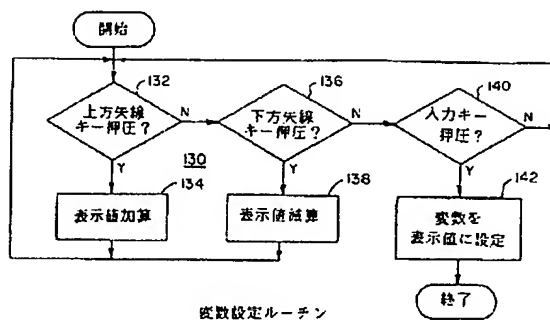 開始
132
上方矢線
キー押圧？
N
Y
130
134
表示値加算
136
下方矢線
キー押圧？
N
Y
138
表示値減算
140
入力キー
押圧？
N
Y
142
変数を
表示値に設定
終了
変数設定ルーチン